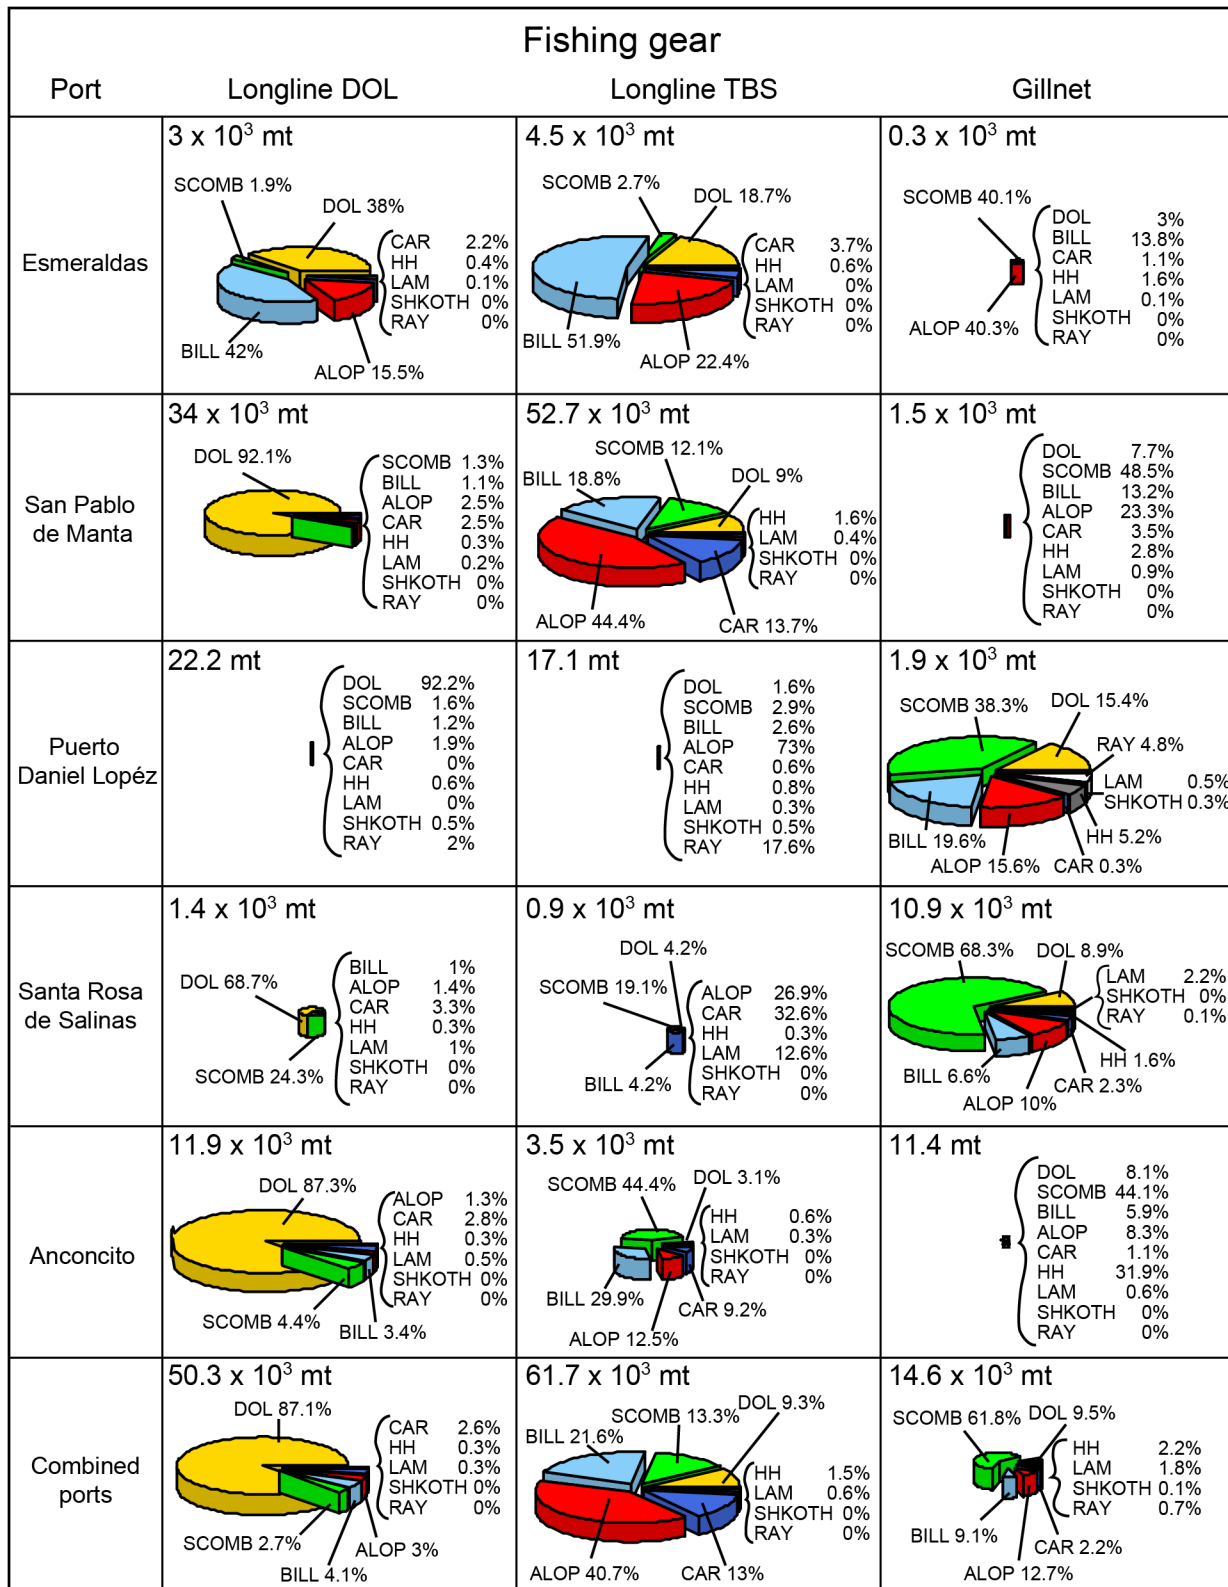 Fishing gear
Port
Longline DOL
Longline TBS
Gillnet
Esmeraldas
3 x 10³ mt
SCOMB 1.9%
DOL 38%
CAR 2.2%
HH 0.4%
LAM 0.1%
SHKOTH 0%
RAY 0%
BILL 42%
ALOP 15.5%
4.5 x 10³ mt
SCOMB 2.7%
DOL 18.7%
CAR 3.7%
HH 0.6%
LAM 0%
SHKOTH 0%
RAY 0%
BILL 51.9%
ALOP 22.4%
0.3 x 10³ mt
SCOMB 40.1%
DOL 3%
BILL 13.8%
CAR 1.1%
HH 1.6%
LAM 0.1%
SHKOTH 0%
RAY 0%
ALOP 40.3%
San Pablo
de Manta
34 x 10³ mt
DOL 92.1%
SCOMB 1.3%
BILL 1.1%
ALOP 2.5%
CAR 2.5%
HH 0.3%
LAM 0.2%
SHKOTH 0%
RAY 0%
52.7 x 10³ mt
SCOMB 12.1%
BILL 18.8%
DOL 9%
HH 1.6%
LAM 0.4%
SHKOTH 0%
RAY 0%
ALOP 44.4%
CAR 13.7%
1.5 x 10³ mt
DOL 7.7%
SCOMB 48.5%
BILL 13.2%
ALOP 23.3%
CAR 3.5%
HH 2.8%
LAM 0.9%
SHKOTH 0%
RAY 0%
Puerto
Daniel Lopéz
22.2 mt
DOL 92.2%
SCOMB 1.6%
BILL 1.2%
ALOP 1.9%
CAR 0%
HH 0.6%
LAM 0%
SHKOTH 0.5%
RAY 2%
17.1 mt
DOL 1.6%
SCOMB 2.9%
BILL 2.6%
ALOP 73%
CAR 0.6%
HH 0.8%
LAM 0.3%
SHKOTH 0.5%
RAY 17.6%
1.9 x 10³ mt
SCOMB 38.3%
DOL 15.4%
RAY 4.8%
LAM 0.5%
SHKOTH 0.3%
HH 5.2%
BILL 19.6%
ALOP 15.6%
CAR 0.3%
Santa Rosa
de Salinas
1.4 x 10³ mt
DOL 68.7%
BILL 1%
ALOP 1.4%
CAR 3.3%
HH 0.3%
LAM 1%
SHKOTH 0%
RAY 0%
SCOMB 24.3%
0.9 x 10³ mt
DOL 4.2%
SCOMB 19.1%
ALOP 26.9%
CAR 32.6%
HH 0.3%
LAM 12.6%
SHKOTH 0%
RAY 0%
BILL 4.2%
10.9 x 10³ mt
SCOMB 68.3%
DOL 8.9%
LAM 2.2%
SHKOTH 0%
RAY 0.1%
HH 1.6%
BILL 6.6%
CAR 2.3%
ALOP 10%
Anconcito
11.9 x 10³ mt
DOL 87.3%
ALOP 1.3%
CAR 2.8%
HH 0.3%
LAM 0.5%
SHKOTH 0%
RAY 0%
SCOMB 4.4%
BILL 3.4%
3.5 x 10³ mt
SCOMB 44.4%
DOL 3.1%
HH 0.6%
LAM 0.3%
SHKOTH 0%
RAY 0%
BILL 29.9%
CAR 9.2%
ALOP 12.5%
11.4 mt
DOL 8.1%
SCOMB 44.1%
BILL 5.9%
ALOP 8.3%
CAR 1.1%
HH 31.9%
LAM 0.6%
SHKOTH 0%
RAY 0%
Combined
ports
50.3 x 10³ mt
DOL 87.1%
CAR 2.6%
HH 0.3%
LAM 0.3%
SHKOTH 0%
RAY 0%
SCOMB 2.7%
ALOP 3%
BILL 4.1%
61.7 x 10³ mt
DOL 9.3%
SCOMB 13.3%
BILL 21.6%
HH 1.5%
LAM 0.6%
SHKOTH 0%
RAY 0%
ALOP 40.7%
CAR 13%
14.6 x 10³ mt
SCOMB 61.8%
DOL 9.5%
HH 2.2%
LAM 1.8%
SHKOTH 0.1%
RAY 0.7%
BILL 9.1%
CAR 2.2%
ALOP 12.7%